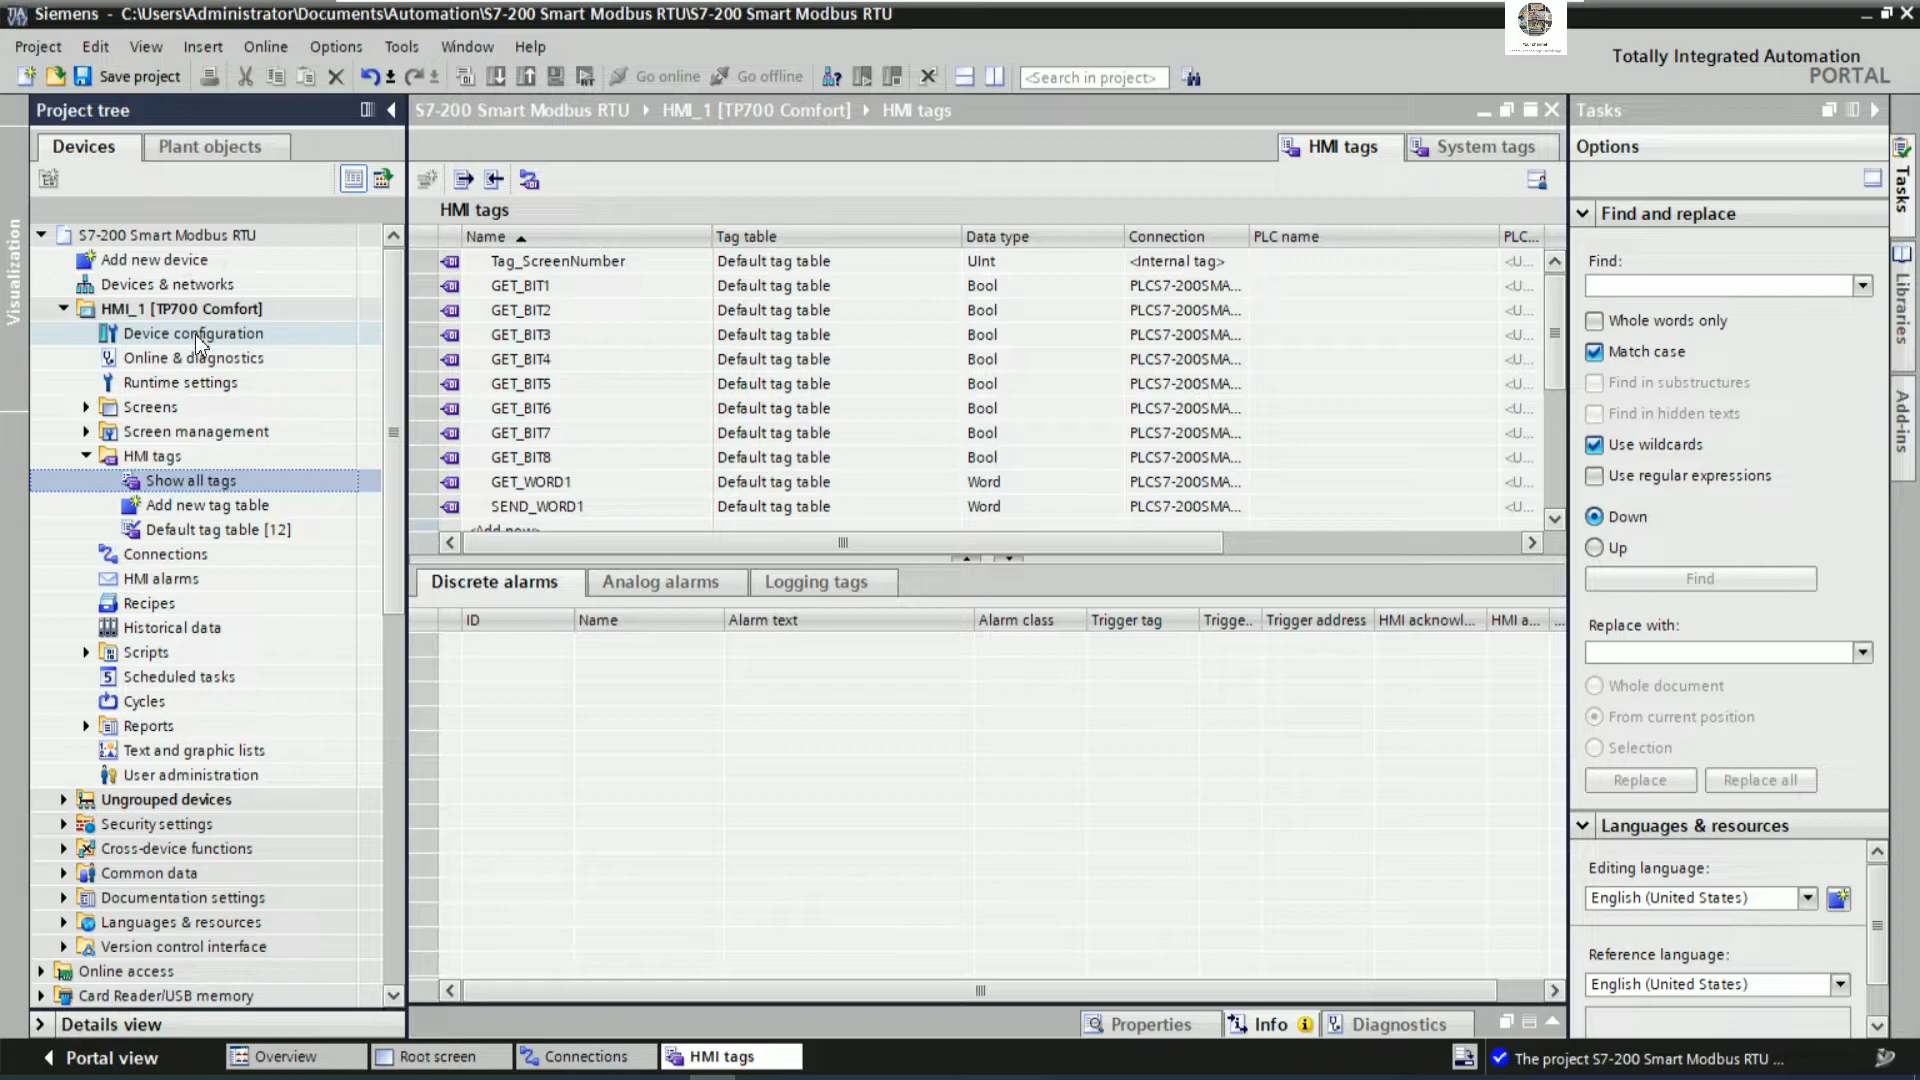 Siemens - C:\Users\Administrator\Documents\Automation\S7-200 Smart Modbus RTU\S7-200 Smart Modbus RTU
Project Edit View Insert Online Options Tools Window Help
Totally Integrated Automation
PORTAL
Save project
Go online
Go offline
<Search in project>
Project tree
S7-200 Smart Modbus RTU HMI_1 [TP700 Comfort] HMI tags
Tasks
Devices
Plant objects
HMI tags
System tags
Options
Visualization
S7-200 Smart Modbus RTU
Add new device
Devices & networks
HMI_1 [TP700 Comfort]
Device configuration
Online & diagnostics
Runtime settings
Screens
Screen management
HMI tags
Show all tags
Add new tag table
Default tag table [12]
Connections
HMI alarms
Recipes
Historical data
Scripts
Scheduled tasks
Cycles
Reports
Text and graphic lists
User administration
Ungrouped devices
Security settings
Cross-device functions
Common data
Documentation settings
Languages & resources
Version control interface
Online access
Card Reader/USB memory
Details view
HMI tags
Name Tag table Data type Connection PLC name PLC...
Tag_ScreenNumber Default tag table UInt <Internal tag> <U...
GET_BIT1 Default tag table Bool PLCS7-200SMA... <U...
GET_BIT2 Default tag table Bool PLCS7-200SMA... <U...
GET_BIT3 Default tag table Bool PLCS7-200SMA... <U...
GET_BIT4 Default tag table Bool PLCS7-200SMA... <U...
GET_BIT5 Default tag table Bool PLCS7-200SMA... <U...
GET_BIT6 Default tag table Bool PLCS7-200SMA... <U...
GET_BIT7 Default tag table Bool PLCS7-200SMA... <U...
GET_BIT8 Default tag table Bool PLCS7-200SMA... <U...
GET_WORD1 Default tag table Word PLCS7-200SMA... <U...
SEND_WORD1 Default tag table Word PLCS7-200SMA... <U...
<Add new>
Discrete alarms
Analog alarms
Logging tags
ID Name Alarm text Alarm class Trigger tag Trigge.. Trigger address HMI acknowl... HMI a... ...
Properties
Info
Diagnostics
Find and replace
Find:
Whole words only
Match case
Find in substructures
Find in hidden texts
Use wildcards
Use regular expressions
Down
Up
Find
Replace with:
Whole document
From current position
Selection
Replace
Replace all
Languages & resources
Editing language:
English (United States)
Reference language:
English (United States)
Tasks
Libraries
Add-ins
Portal view
Overview
Root screen
Connections
HMI tags
The project S7-200 Smart Modbus RTU ...